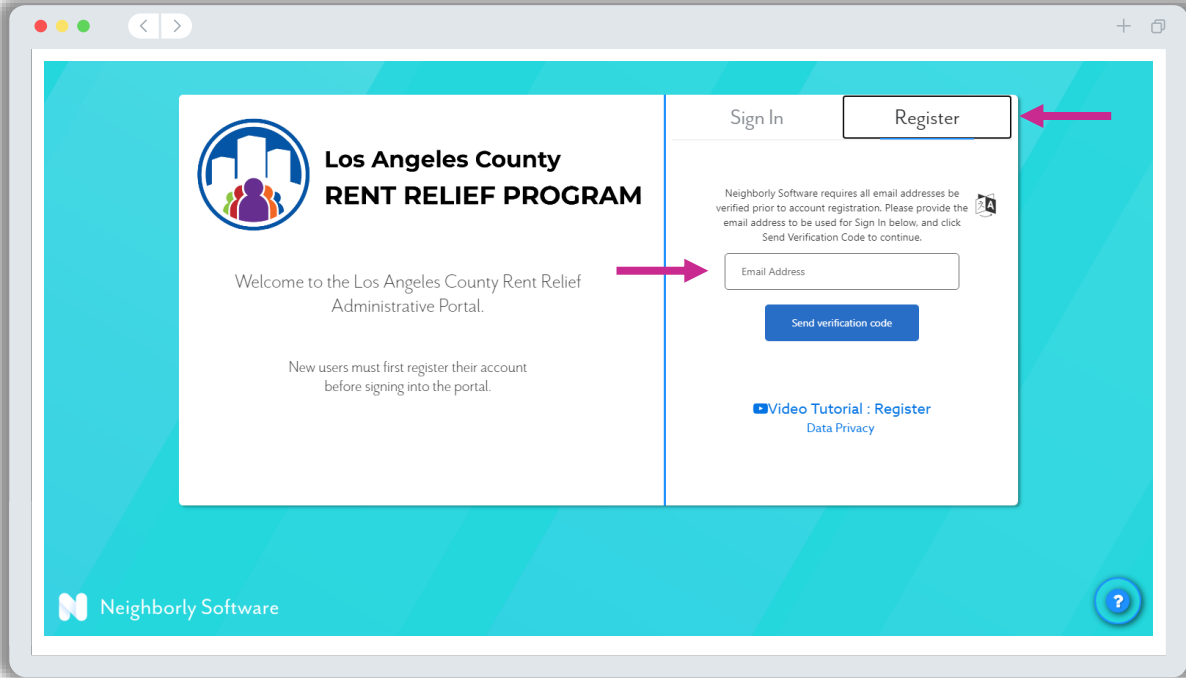 Los Angeles County
RENT RELIEF PROGRAM
Welcome to the Los Angeles County Rent Relief
Administrative Portal.
New users must first register their account
before signing into the portal.
Sign In
Register
Neighborly Software requires all email addresses be
verified prior to account registration. Please provide the
email address to be used for Sign In below, and click
Send Verification Code to continue.
A
Email Address
Send verification code
Video Tutorial : Register
Data Privacy
N Neighborly Software
?